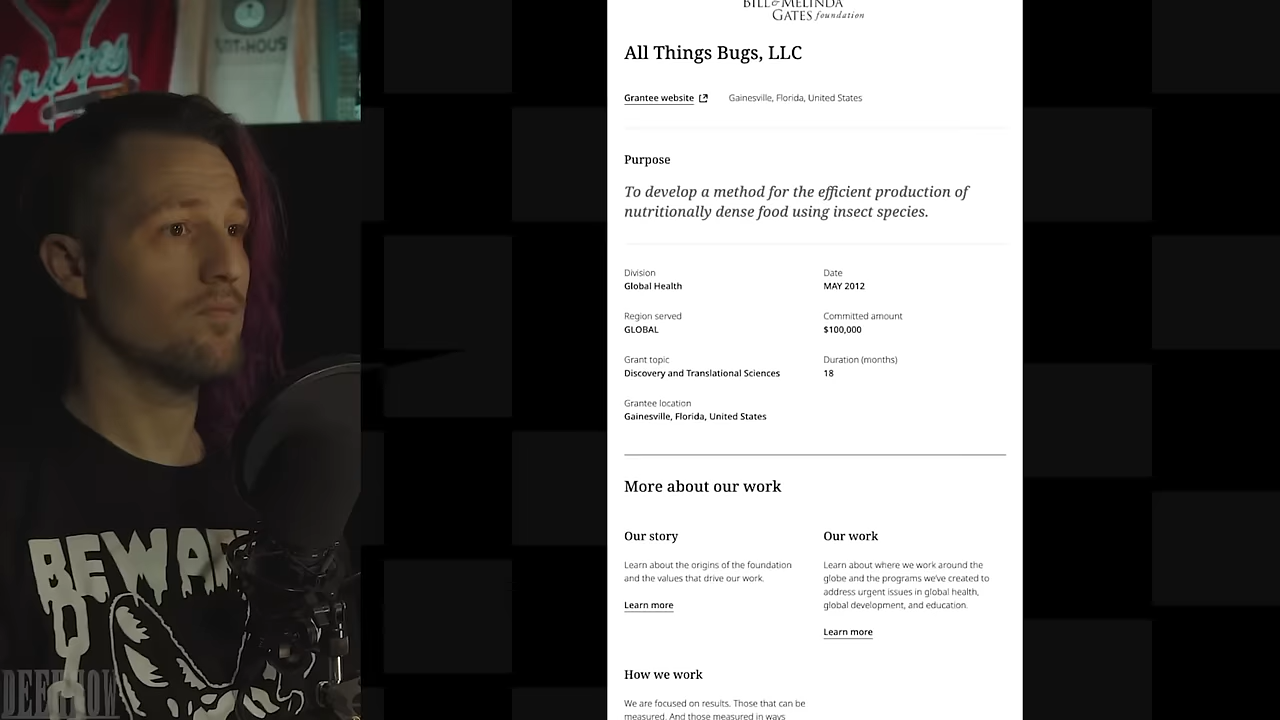 Braves
BILL & MELINDA
GATES foundation
All Things Bugs, LLC
Grantee website
Gainesville, Florida, United States
Purpose
To develop a method for the efficient production of
nutritionally dense food using insect species.
Division
Global Health
Date
MAY 2012
Region served
GLOBAL
Committed amount
$100,000
Grant topic
Discovery and Translational Sciences
Duration (months)
18
Grantee location
Gainesville, Florida, United States
More about our work
Our story
Learn about the origins of the foundation
and the values that drive our work.
Learn more
Our work
Learn about where we work around the
globe and the programs we've created to
address urgent issues in global health,
global development, and education.
Learn more
How we work
We are focused on results. Those that can be
measured. And those measured in ways
BEWAR